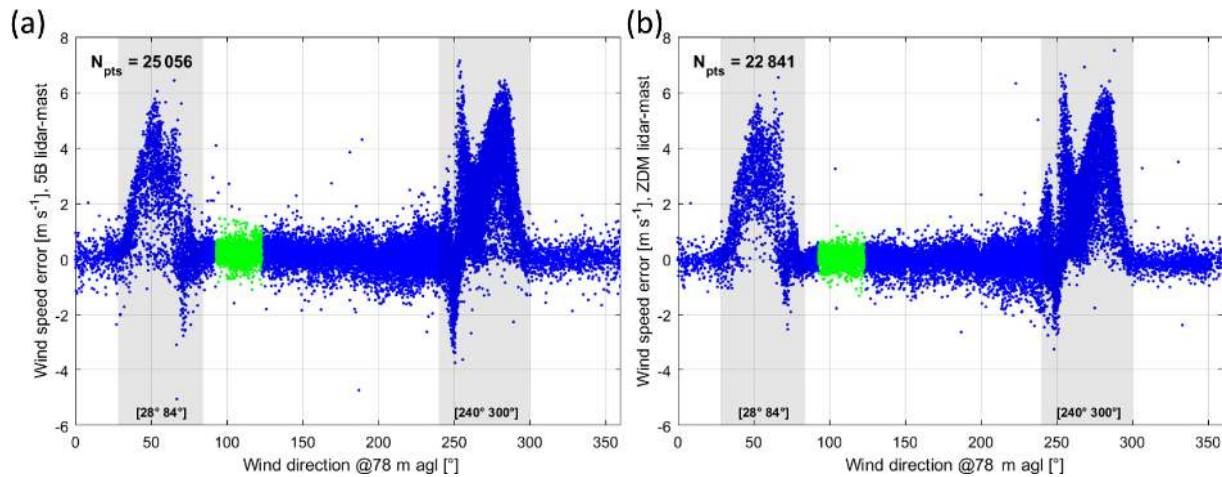 (a)
8
6
4
2
0
-2
-4
-6
Wind speed error [m s⁻¹], 5B lidar-mast
N_pts = 25 056
[28° 84°]
[240° 300°]
0 50 100 150 200 250 300 350
Wind direction @78 m agl [°]
(b)
8
6
4
2
0
-2
-4
-6
Wind speed error [m s⁻¹], ZDM lidar-mast
N_pts = 22 841
[28° 84°]
[240° 300°]
0 50 100 150 200 250 300 350
Wind direction @78 m agl [°]